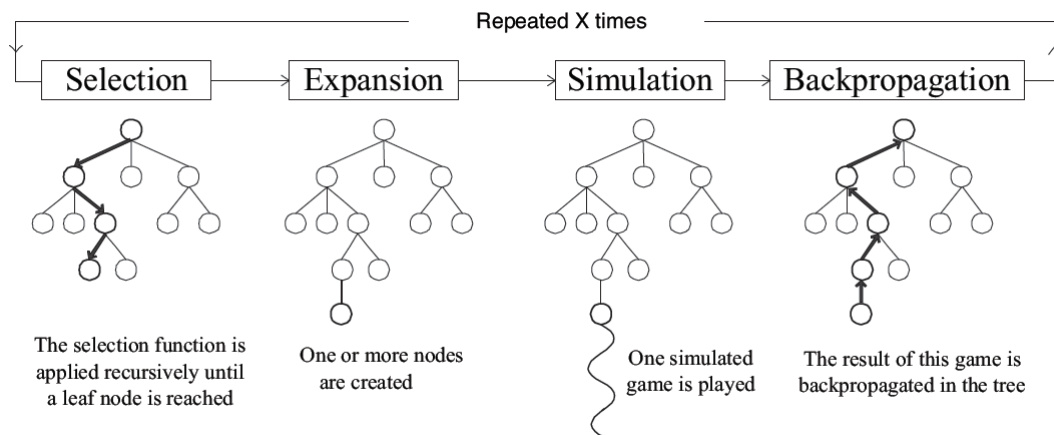 Repeated X times
Selection
Expansion
Simulation
Backpropagation
The selection function is
applied recursively until
a leaf node is reached
One or more nodes
are created
One simulated
game is played
The result of this game is
backpropagated in the tree